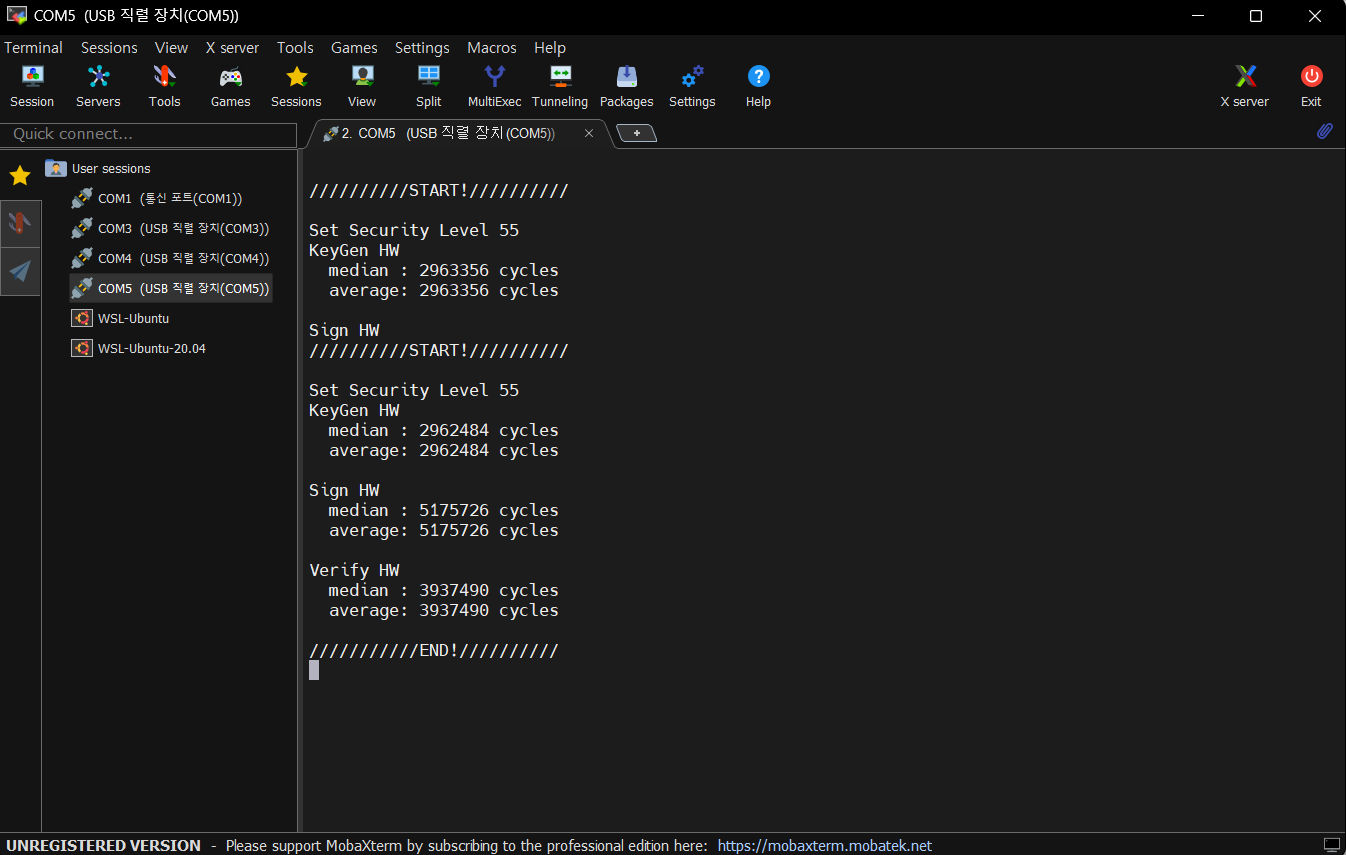 COM5 (USB 직렬 장치(COM5))
Terminal Sessions View X server Tools Games Settings Macros Help
Session Servers Tools Games Sessions View Split MultiExec Tunneling Packages Settings Help X server Exit
Quick connect...
2. COM5 (USB 직렬 장치(COM5))
User sessions
COM1 (통신 포트(COM1))
COM3 (USB 직렬 장치(COM3))
COM4 (USB 직렬 장치(COM4))
COM5 (USB 직렬 장치(COM5))
WSL-Ubuntu
WSL-Ubuntu-20.04
//////////START!//////////
Set Security Level 55
KeyGen HW
median : 2963356 cycles
average: 2963356 cycles
Sign HW
//////////START!//////////
Set Security Level 55
KeyGen HW
median : 2962484 cycles
average: 2962484 cycles
Sign HW
median : 5175726 cycles
average: 5175726 cycles
Verify HW
median : 3937490 cycles
average: 3937490 cycles
///////////END!//////////
UNREGISTERED VERSION - Please support MobaXterm by subscribing to the professional edition here: https://mobaxterm.mobatek.net